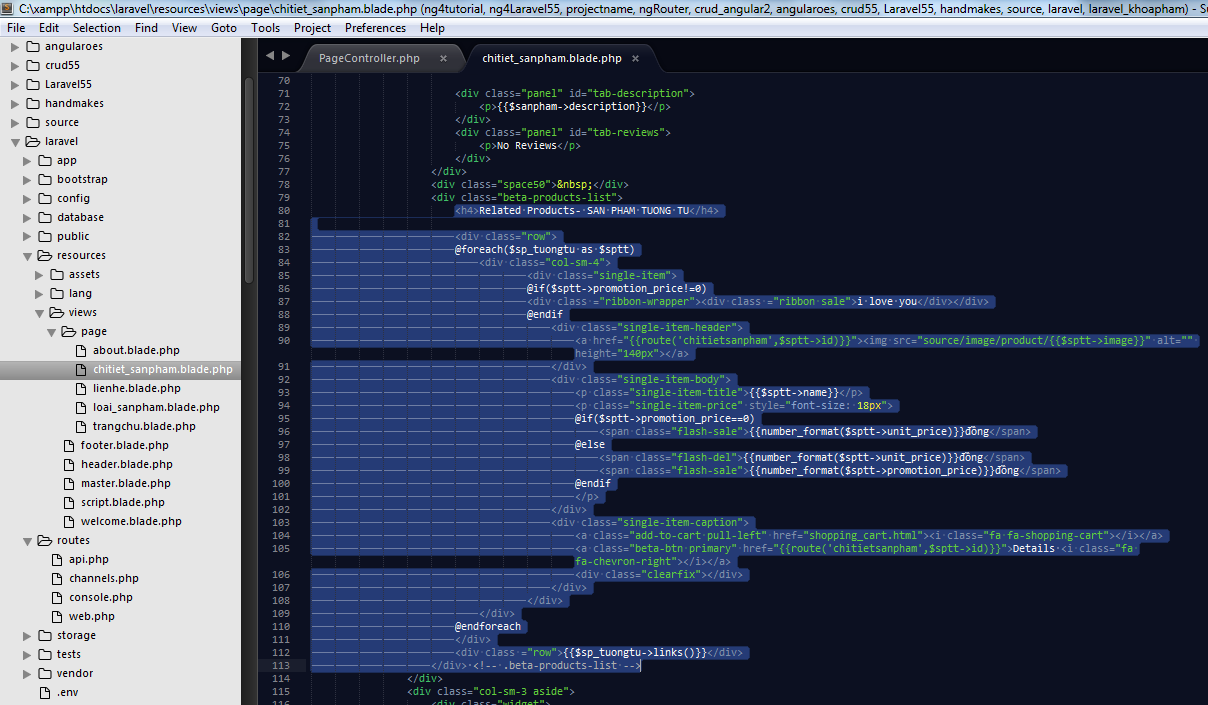 C:\xampp\htdocs\laravel\resources\views\page\chitiet_sanpham.blade.php (ng4tutorial, ng4Laravel55, projectname, ngRouter, crud_angular2, angularoes, crud55, Laravel55, handmakes, source, laravel, laravel_khoapham) - Su
File Edit Selection Find View Goto Tools Project Preferences Help
angularoes
crud55
Laravel55
handmakes
source
laravel
app
bootstrap
config
database
public
resources
assets
lang
views
page
about.blade.php
chitiet_sanpham.blade.php
lienhe.blade.php
loai_sanpham.blade.php
trangchu.blade.php
footer.blade.php
header.blade.php
master.blade.php
script.blade.php
welcome.blade.php
routes
api.php
channels.php
console.php
web.php
storage
tests
vendor
.env
PageController.php × chitiet_sanpham.blade.php ×
70
71 <div class="panel" id="tab-description">
72 <p>{{$sanpham->description}}</p>
73 </div>
74 <div class="panel" id="tab-reviews">
75 <p>No Reviews</p>
76 </div>
77 </div>
78 <div class="space50">&nbsp;</div>
79 <div class="beta-products-list">
80 <h4>Related Products- SAN PHAM TUONG TU</h4>
81
82 <div class="row">
83 @foreach($sp_tuongtu as $sptt)
84 <div class="col-sm-4">
85 <div class="single-item">
86 @if($sptt->promotion_price!=0)
87 <div class ="ribbon-wrapper"><div class ="ribbon sale">i love you</div></div>
88 @endif
89 <div class="single-item-header">
90 <a href="{{route('chitietsanpham',$sptt->id)}}"><img src="source/image/product/{{$sptt->image}}" alt=""
height="140px"></a>
91 </div>
92 <div class="single-item-body">
93 <p class="single-item-title">{{$sptt->name}}</p>
94 <p class="single-item-price" style="font-size: 18px">
95 @if($sptt->promotion_price==0)
96 <span class="flash-sale">{{number_format($sptt->unit_price)}}đồng</span>
97 @else
98 <span class="flash-del">{{number_format($sptt->unit_price)}}đồng</span>
99 <span class="flash-sale">{{number_format($sptt->promotion_price)}}đồng</span>
100 @endif
101 </p>
102 </div>
103 <div class="single-item-caption">
104 <a class="add-to-cart pull-left" href="shopping_cart.html"><i class="fa fa-shopping-cart"></i></a>
105 <a class="beta-btn primary" href="{{route('chitietsanpham',$sptt->id)}}">Details <i class="fa
fa-chevron-right"></i></a>
106 <div class="clearfix"></div>
107 </div>
108 </div>
109 </div>
110 @endforeach
111 </div>
112 <div class ="row">{{$sp_tuongtu->links()}}</div>
113 </div> <!-- .beta-products-list -->
114 </div>
115 <div class="col-sm-3 aside">
116 <div class="widget">